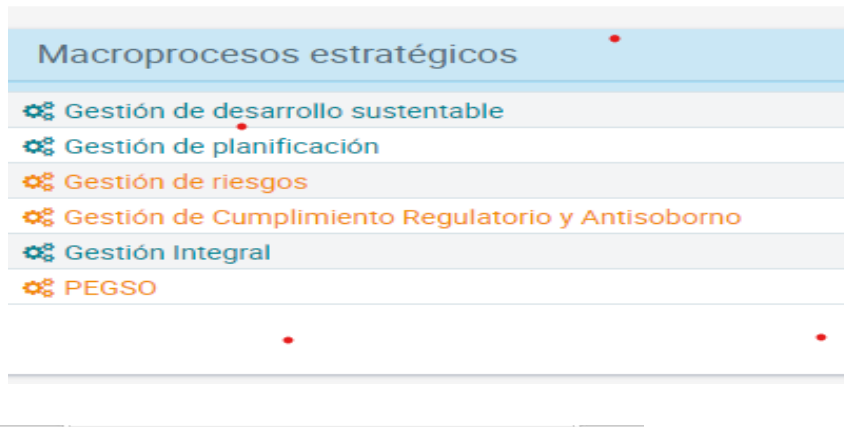 Macroprocesos estratégicos
Gestión de desarrollo sustentable
Gestión de planificación
Gestión de riesgos
Gestión de Cumplimiento Regulatorio y Antisoborno
Gestión Integral
PEGSO